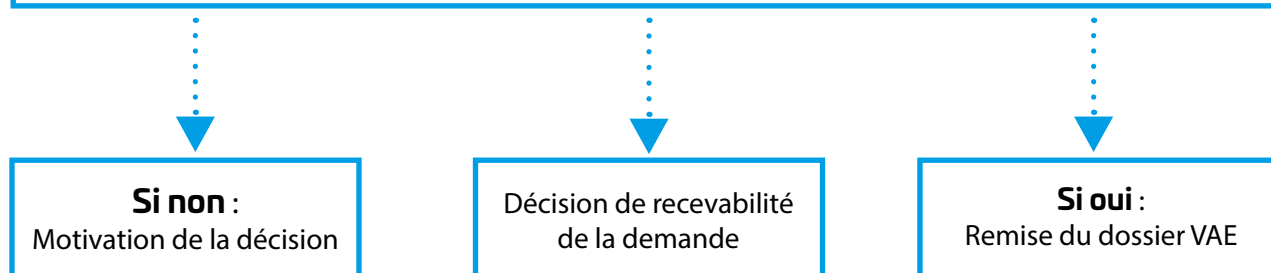 Si non :
Motivation de la décision
Décision de recevabilité
de la demande
Si oui :
Remise du dossier VAE